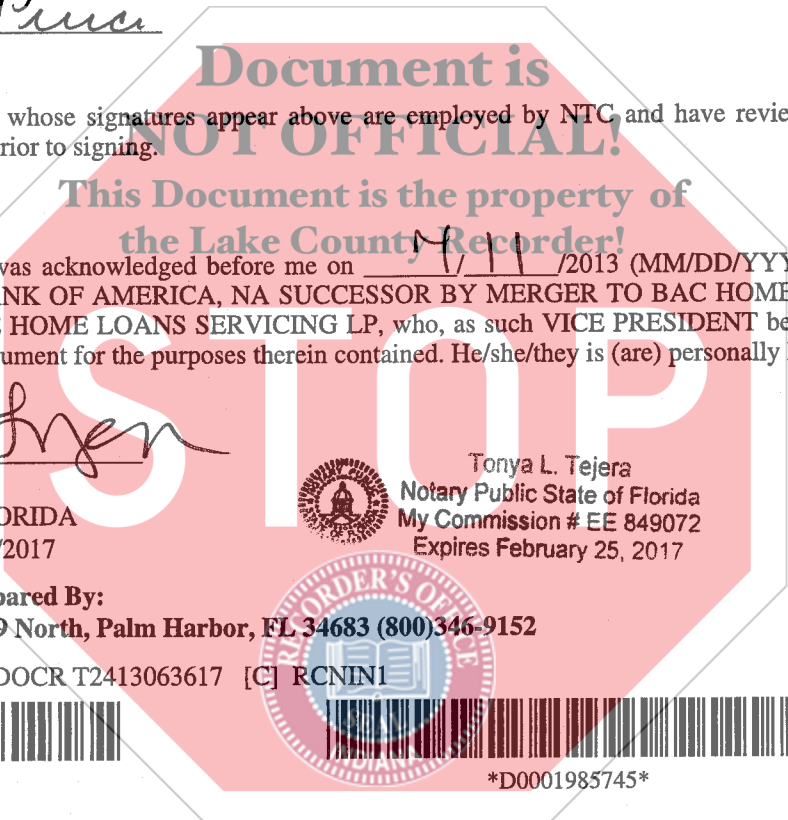 Document is
whose signatures appear above are employed by NTC and have revie
NOT OFFICIAL!
rior to signing.
This Document is the property of
the Lake County Recorder!
was acknowledged before me on 7/11/2013 (MM/DD/YYY
NK OF AMERICA, NA SUCCESSOR BY MERGER TO BAC HOME
HOME LOANS SERVICING LP, who, as such VICE PRESIDENT be
ument for the purposes therein contained. He/she/they is (are) personally
STOP
Tonya L. Tejera
Notary Public State of Florida
ORIDA
My Commission # EE 849072
/2017
Expires February 25, 2017
pared By:
9 North, Palm Harbor, FL 34683 (800)346-9152
DOCR T2413063617 [C] RCNIN1
RECORDER'S OFFICE
SEAL
INDIANA
*D0001985745*